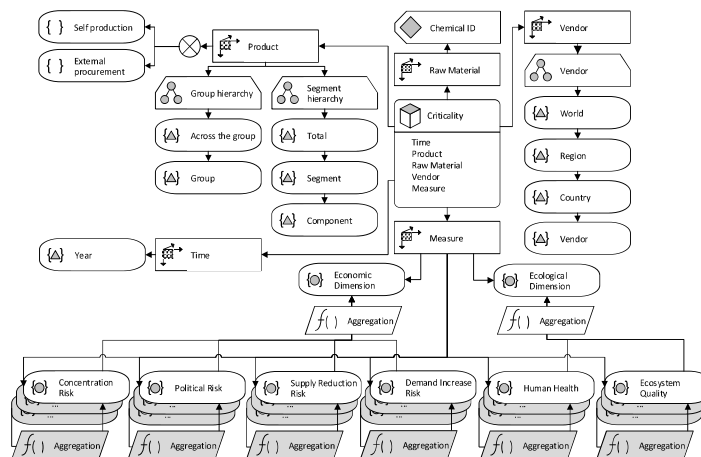 { } Self production
{ } External
procurement
Product
Chemical ID
Vendor
Raw Material
Group hierarchy
Segment
hierarchy
Criticality
Vendor
{ } Across the group
{ } Total
Time
Product
Raw Material
Vendor
Measure
{ } World
{ } Group
{ } Segment
{ } Region
{ } Component
{ } Country
{ } Year
Time
Measure
{ } Vendor
{ } Economic
Dimension
{ } Ecological
Dimension
f( ) Aggregation
f( ) Aggregation
{ } Concentration
Risk
{ } Political Risk
{ } Supply Reduction
Risk
{ } Demand Increase
Risk
{ } Human Health
{ } Ecosystem
Quality
...
...
...
...
...
...
...
...
...
...
...
...
f( ) Aggregation
f( ) Aggregation
f( ) Aggregation
f( ) Aggregation
f( ) Aggregation
f( ) Aggregation